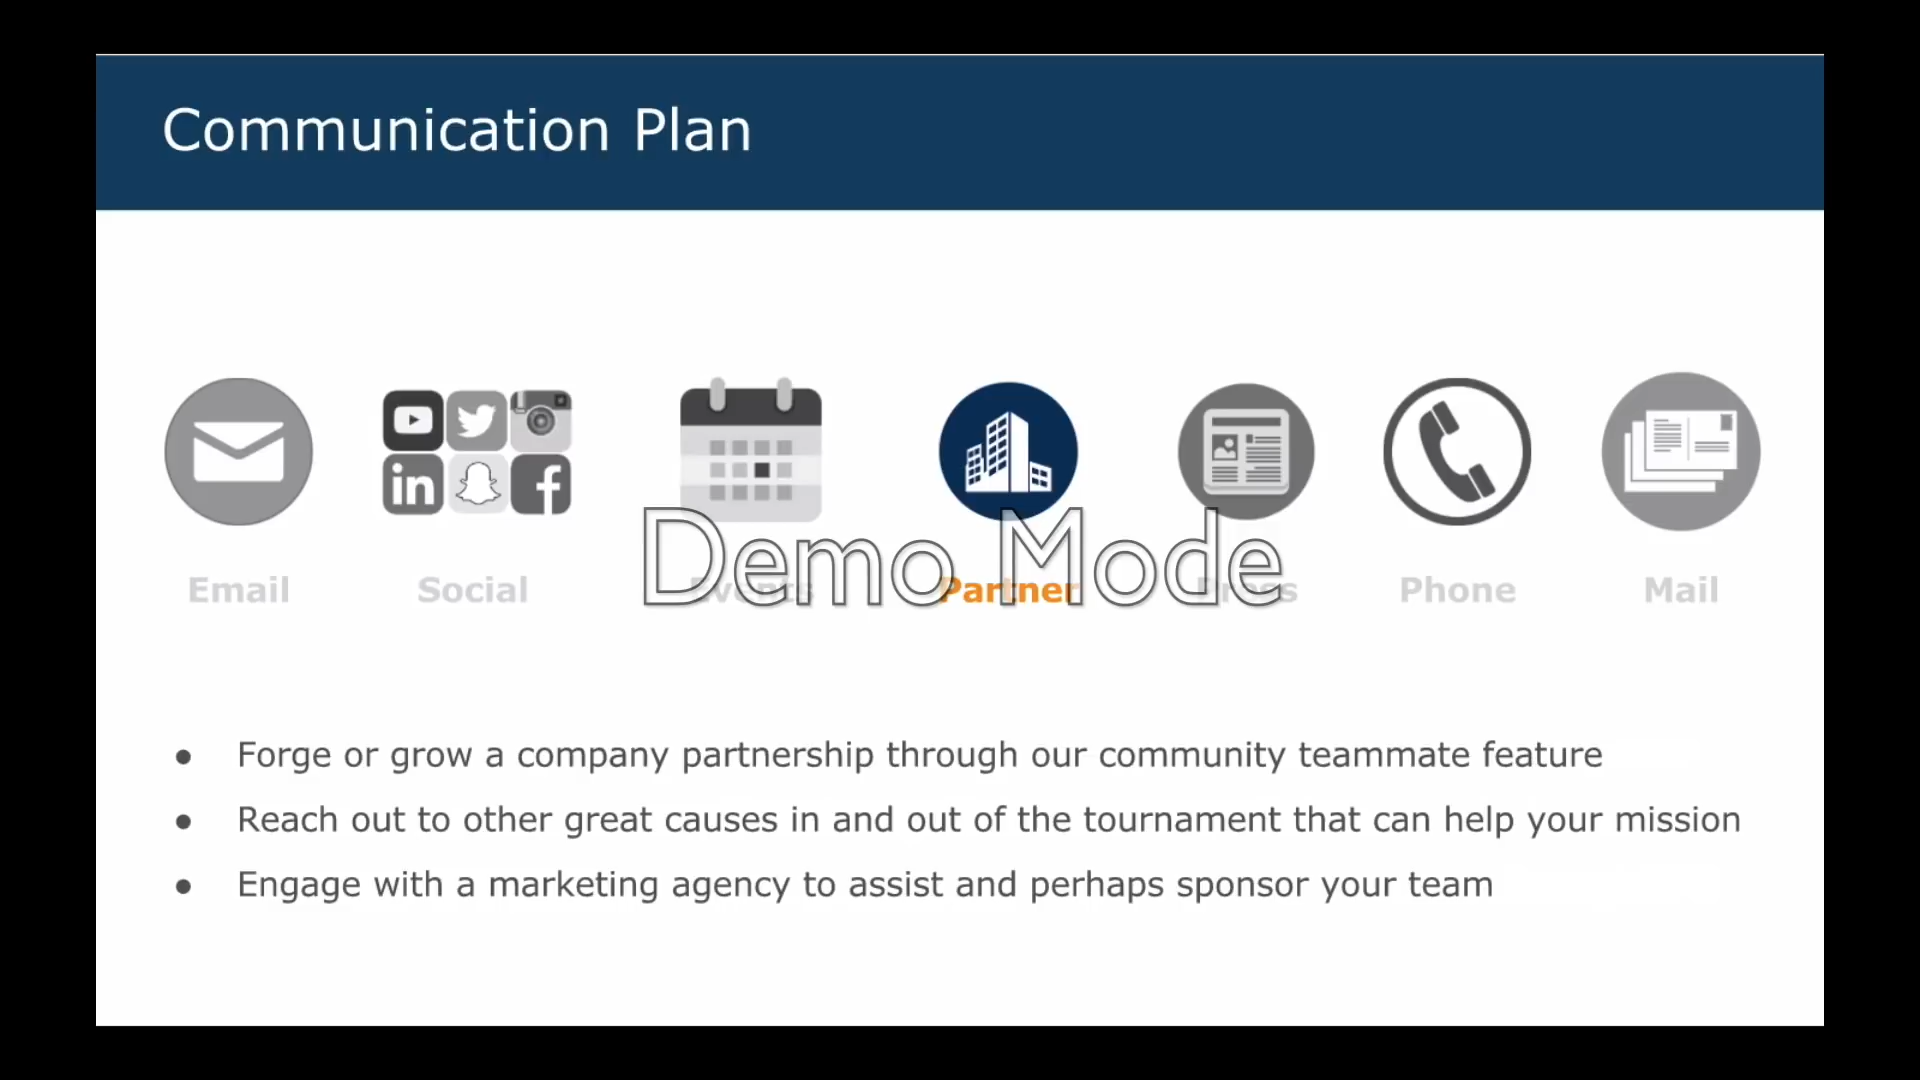 Communication Plan
Email Social Events Partner Press Phone Mail
Demo Mode
● Forge or grow a company partnership through our community teammate feature
● Reach out to other great causes in and out of the tournament that can help your mission
● Engage with a marketing agency to assist and perhaps sponsor your team